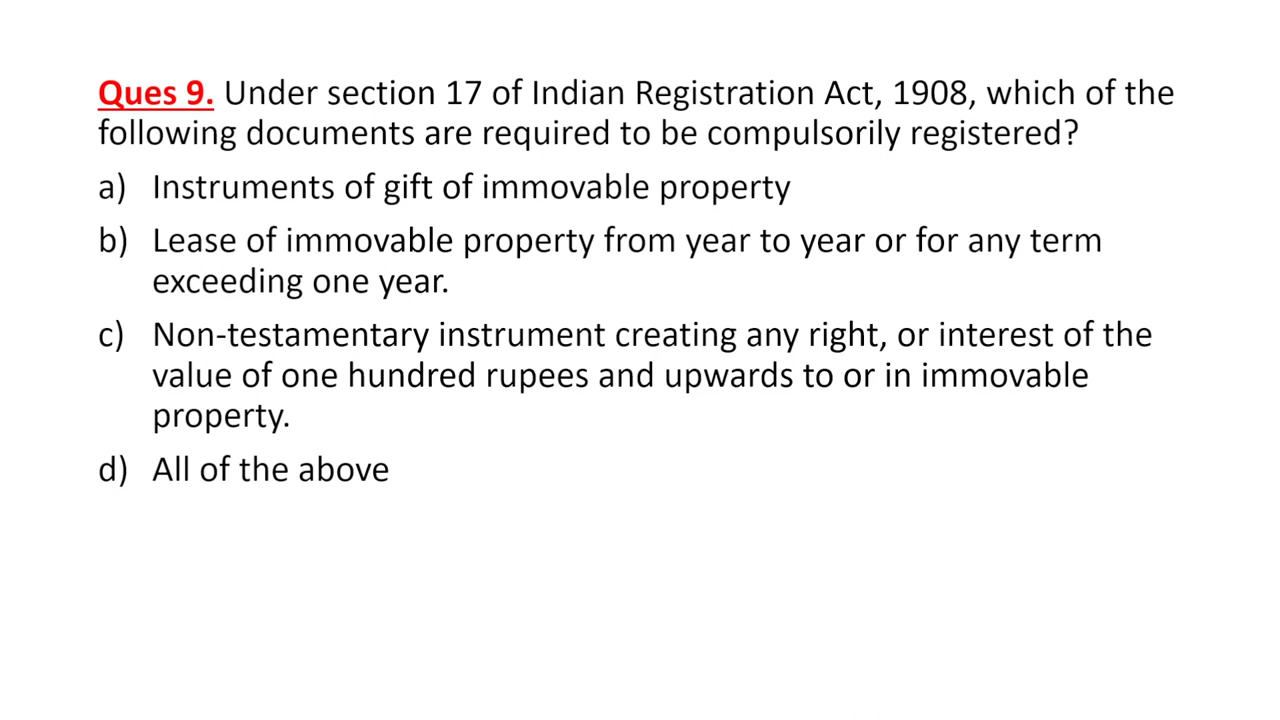 Ques 9. Under section 17 of Indian Registration Act, 1908, which of the
following documents are required to be compulsorily registered?
a) Instruments of gift of immovable property
b) Lease of immovable property from year to year or for any term
exceeding one year.
c) Non-testamentary instrument creating any right, or interest of the
value of one hundred rupees and upwards to or in immovable
property.
d) All of the above